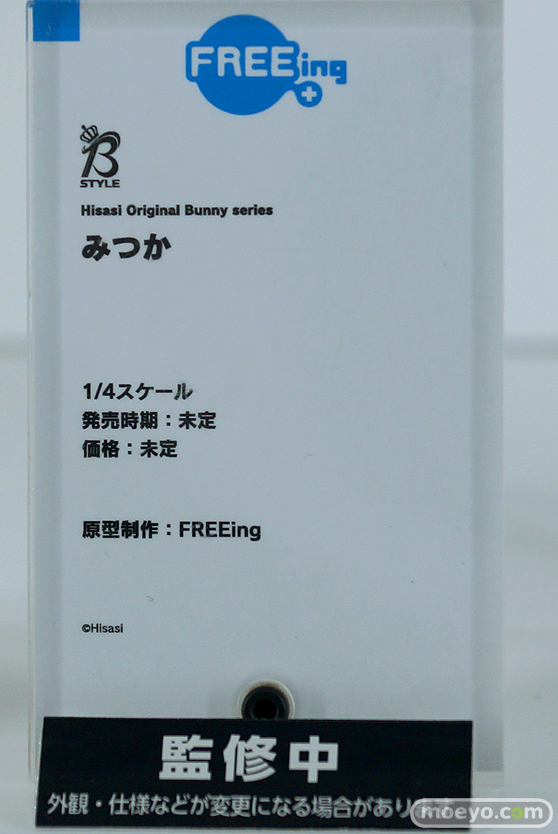 FREEing
B
STYLE
Hisasi Original Bunny series
みつか
1/4スケール
発売時期：未定
価格：未定
原型制作：FREEing
©Hisasi
監修中
外観・仕様などが変更になる場合があり
moeyo.com